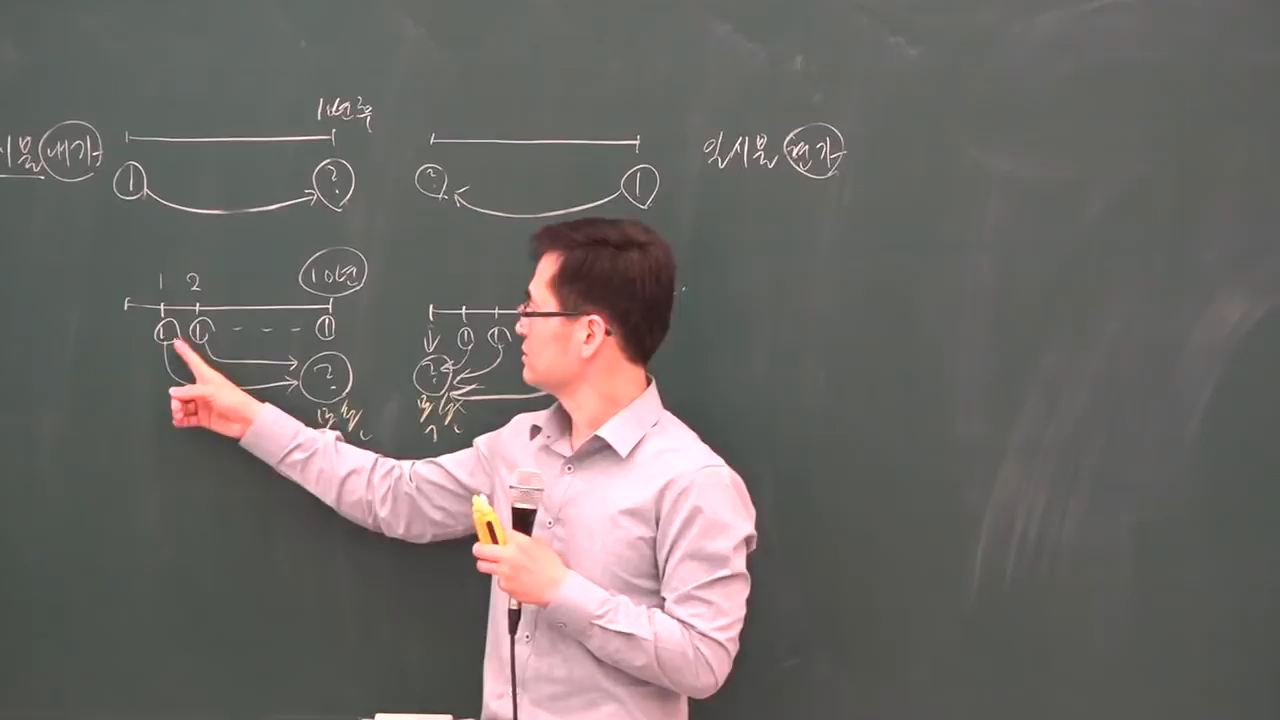 10년후
시불 내가
일시불 현가
1 ?
? 1
1 2 10년
1 1 - - - 1
1 1
?
?